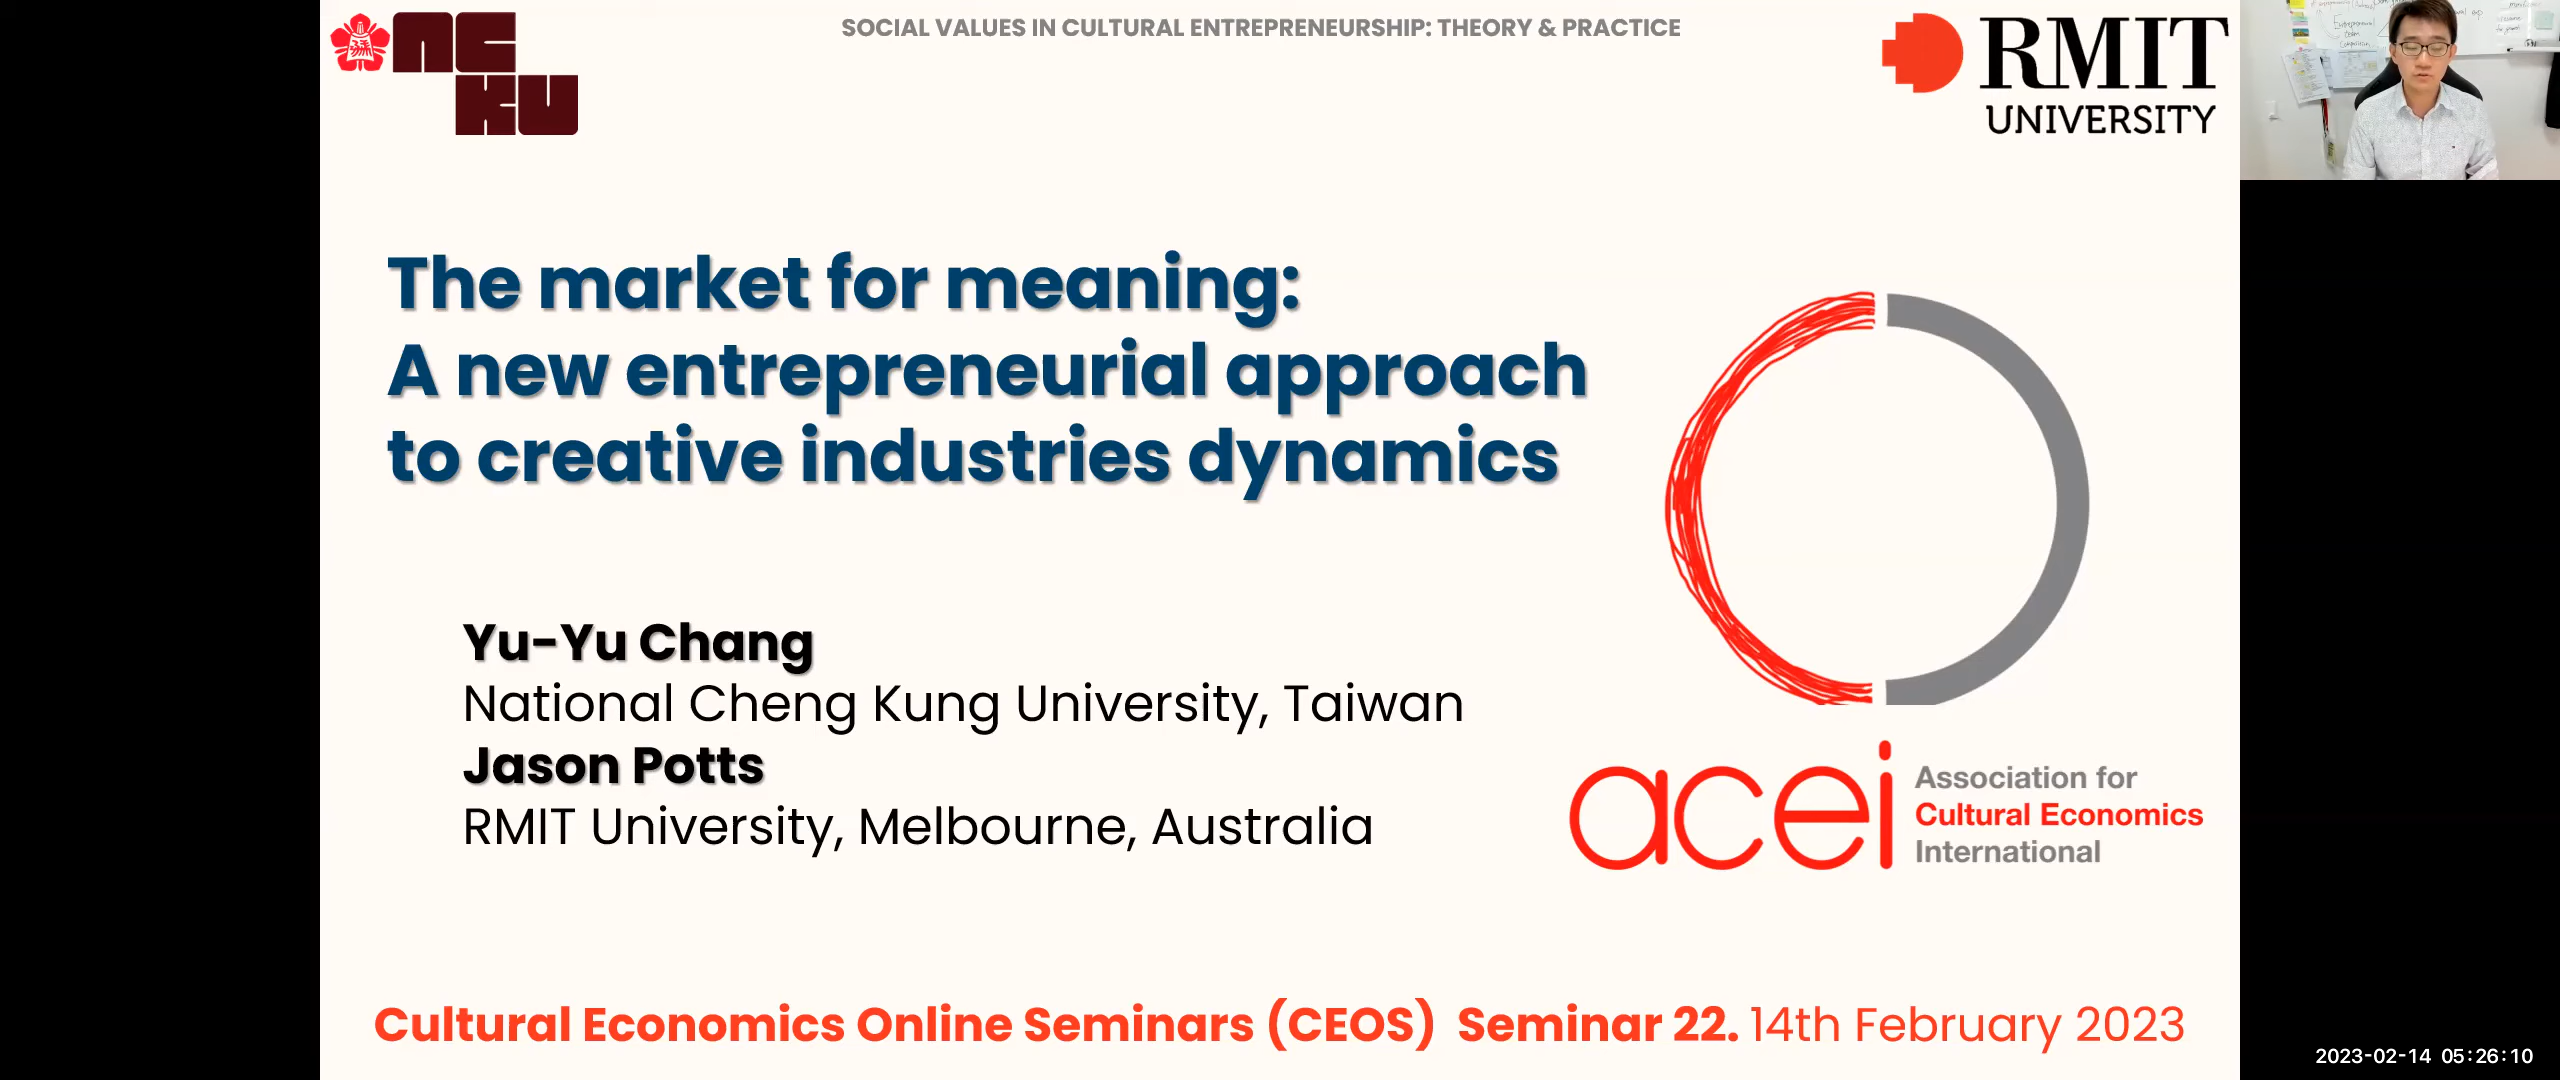 NCKU
SOCIAL VALUES IN CULTURAL ENTREPRENEURSHIP: THEORY & PRACTICE
RMIT
UNIVERSITY
The market for meaning:
A new entrepreneurial approach
to creative industries dynamics
Yu-Yu Chang
National Cheng Kung University, Taiwan
Jason Potts
RMIT University, Melbourne, Australia
acei
Association for
Cultural Economics
International
Cultural Economics Online Seminars (CEOS) Seminar 22. 14th February 2023
2023-02-14 05:26:10